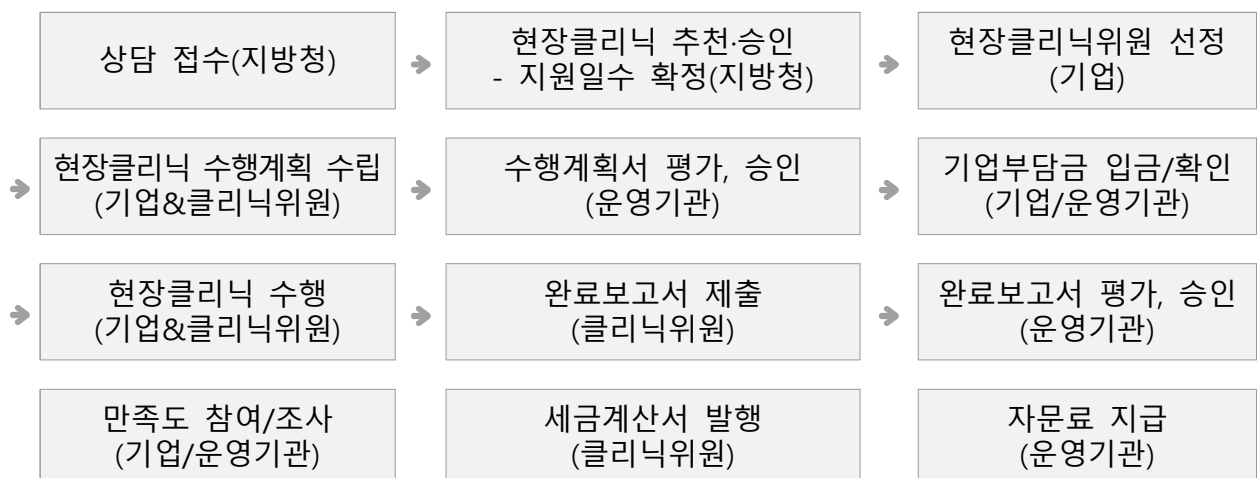 상담 접수(지방청)
현장클리닉 추천·승인
- 지원일수 확정(지방청)
현장클리닉위원 선정
(기업)
현장클리닉 수행계획 수립
(기업&클리닉위원)
수행계획서 평가, 승인
(운영기관)
기업부담금 입금/확인
(기업/운영기관)
현장클리닉 수행
(기업&클리닉위원)
완료보고서 제출
(클리닉위원)
완료보고서 평가, 승인
(운영기관)
만족도 참여/조사
(기업/운영기관)
세금계산서 발행
(클리닉위원)
자문료 지급
(운영기관)